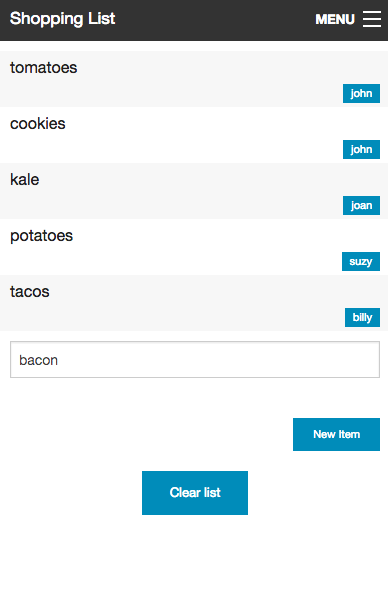 Shopping List MENU
tomatoes
john
cookies
john
kale
joan
potatoes
suzy
tacos
billy
bacon
New Item
Clear list